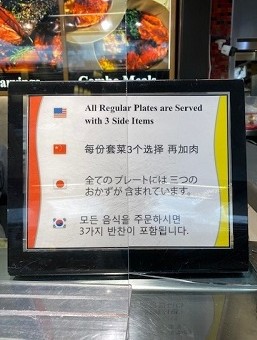 Combo Meals
All Regular Plates are Served
with 3 Side Items
每份套菜3个选择 再加肉
全てのプレートには 三つの
おかずが 含まれています。
모든 음식을 주문하시면
3가지 반찬이 포함됩니다.